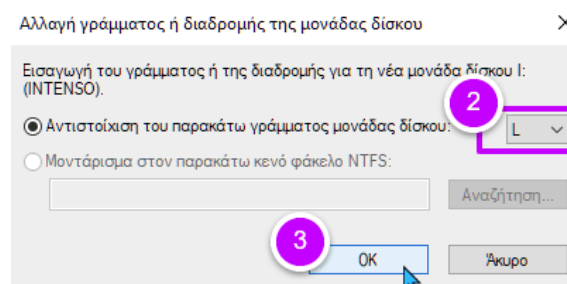 Αλλαγή γράμματος ή διαδρομής της μονάδας δίσκου
Εισαγωγή του γράμματος ή της διαδρομής για τη νέα μονάδα δίσκου I:
(INTENSO).
2
Αντιστοίχιση του παρακάτω γράμματος μονάδας δίσκου:
L
Μοντάρισμα στον παρακάτω κενό φάκελο NTFS:
Αναζήτηση...
3
OK
Άκυρο